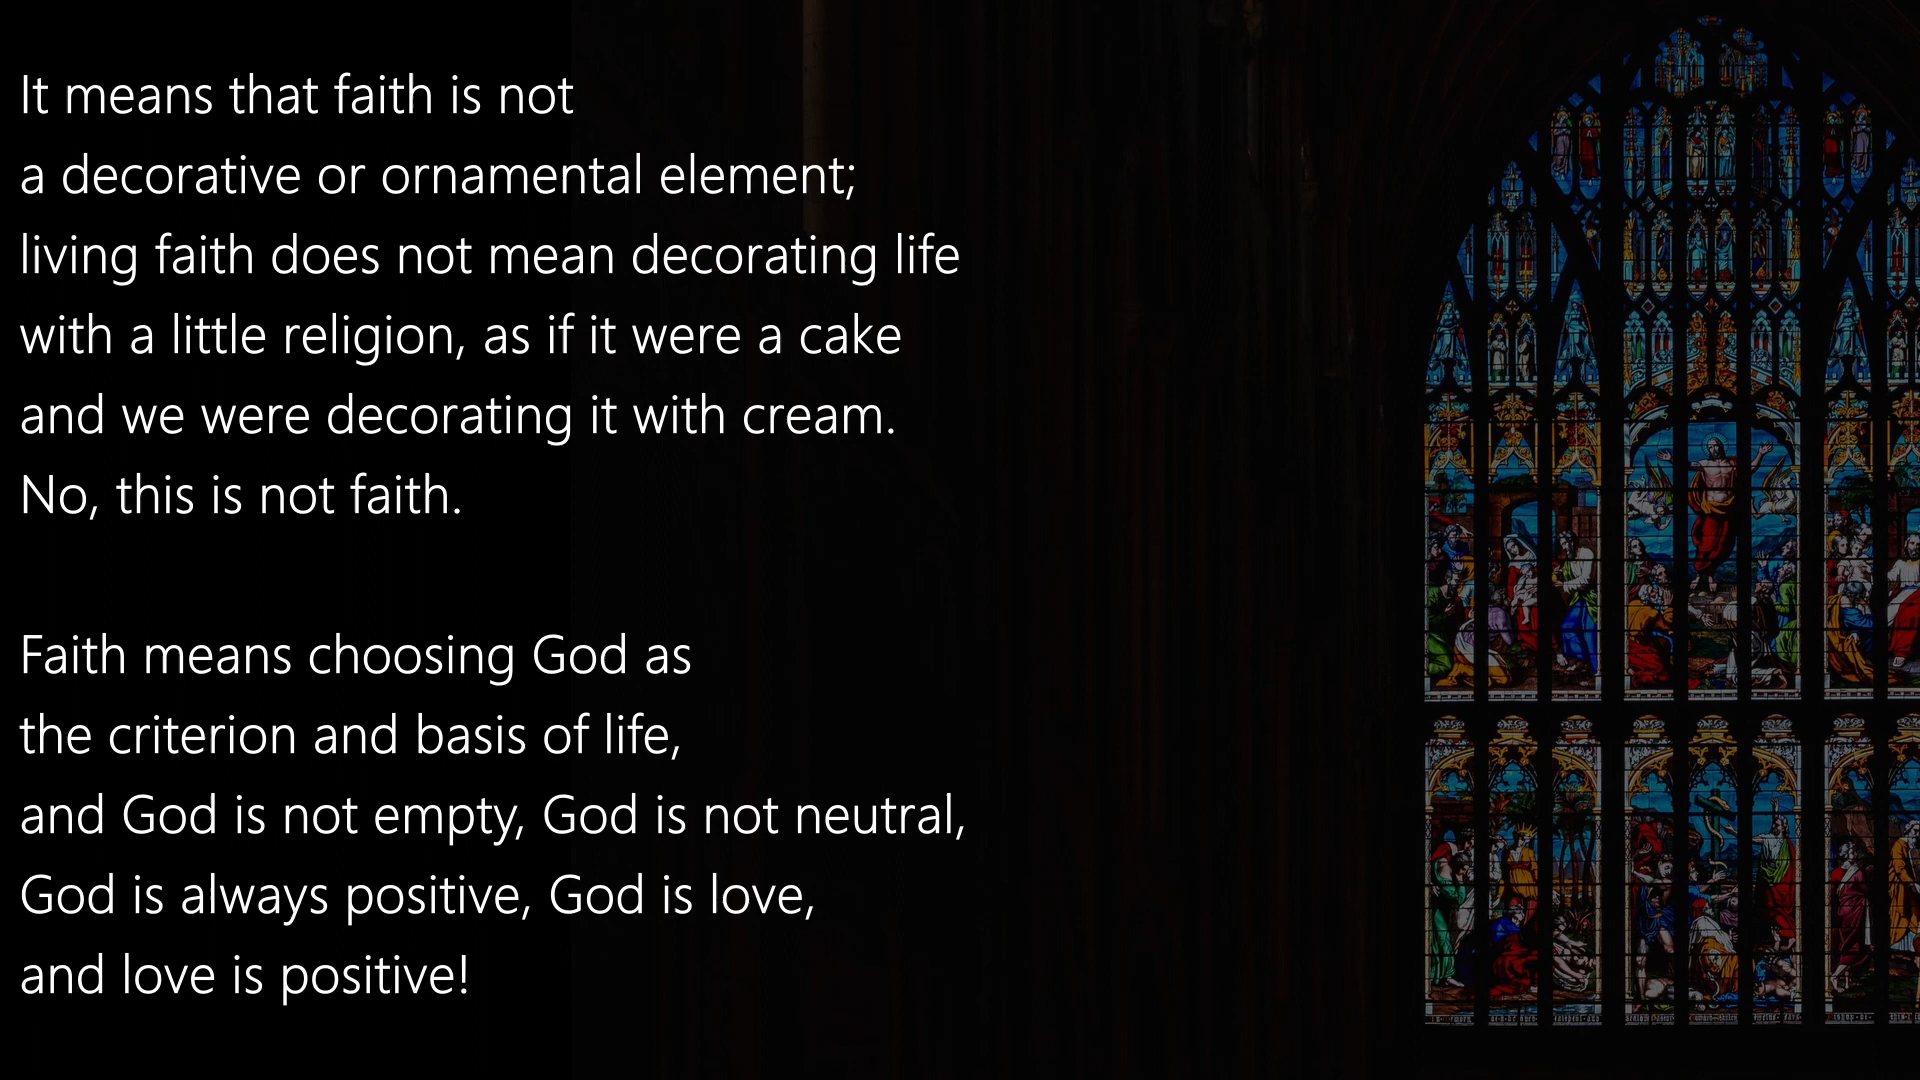 It means that faith is not
a decorative or ornamental element;
living faith does not mean decorating life
with a little religion, as if it were a cake
and we were decorating it with cream.
No, this is not faith.
Faith means choosing God as
the criterion and basis of life,
and God is not empty, God is not neutral,
God is always positive, God is love,
and love is positive!